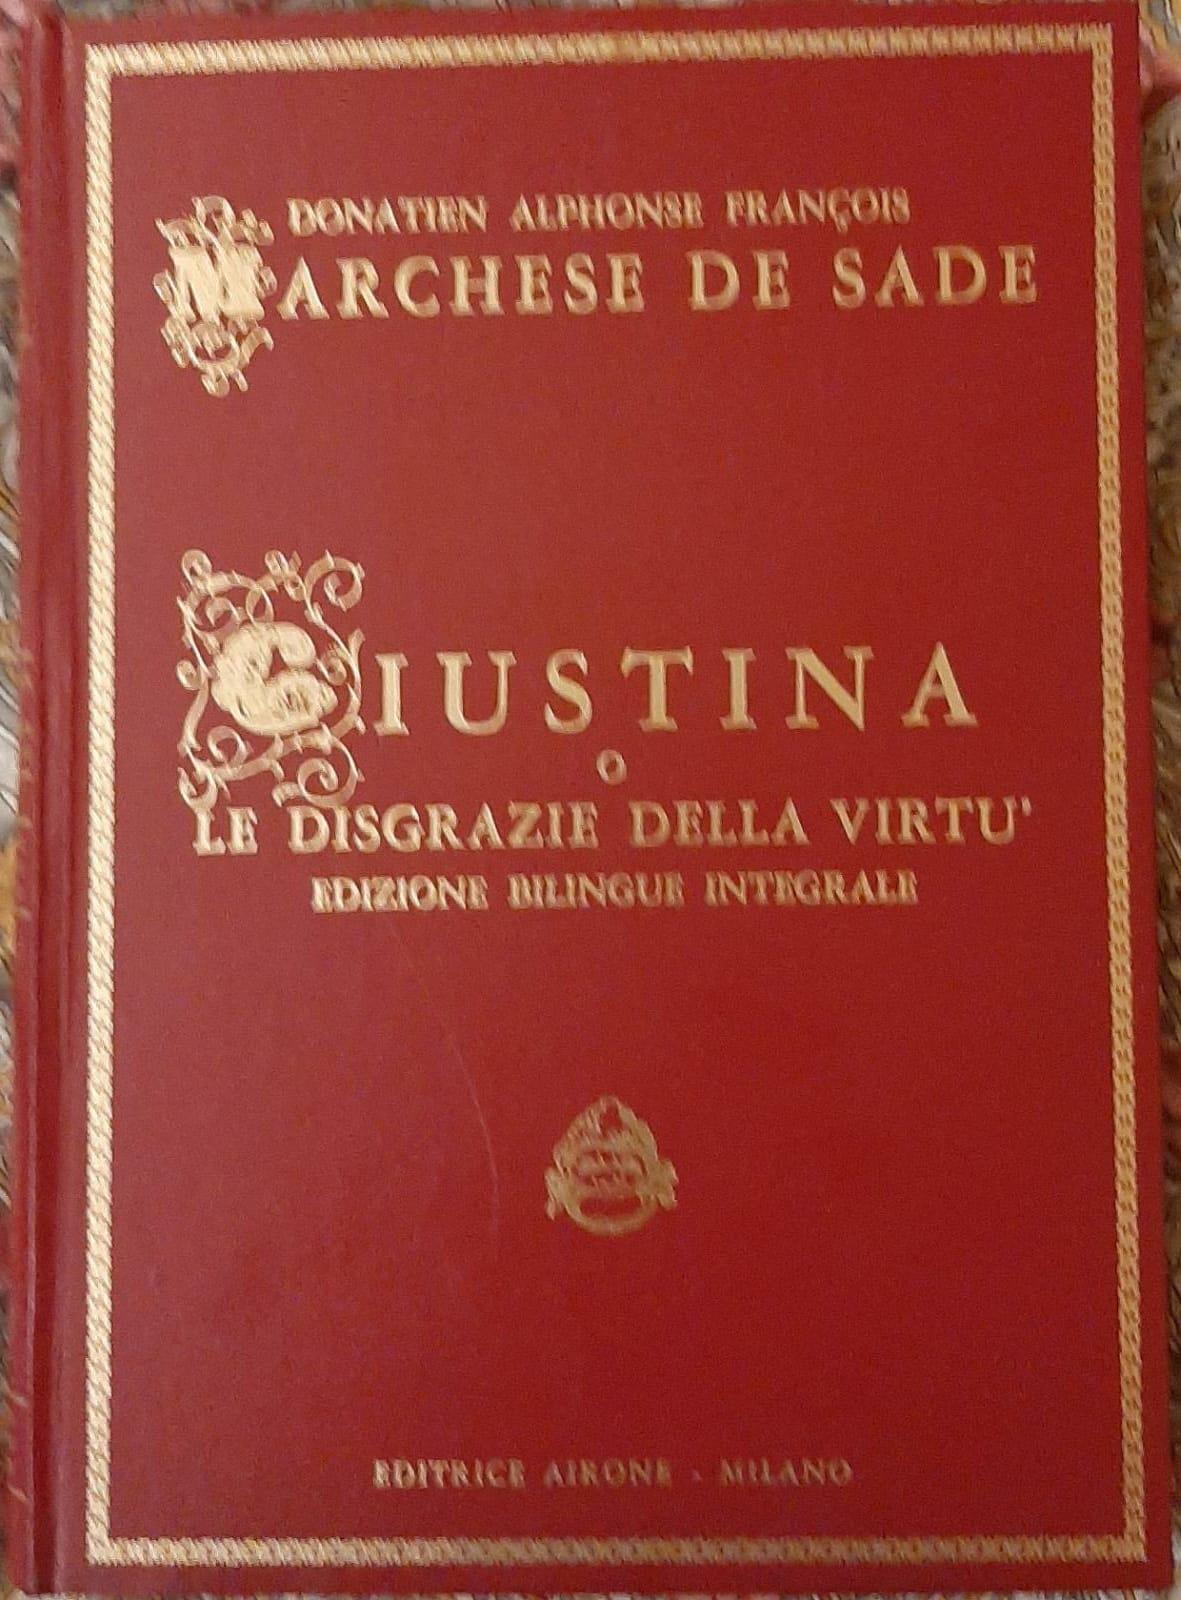 DONATIEN ALPHONSE FRANÇOIS
MARCHESE DE SADE
GIUSTINA
O
LE DISGRAZIE DELLA VIRTU'
EDIZIONE BILINGUE INTEGRALE
EDITRICE AIRONE - MILANO